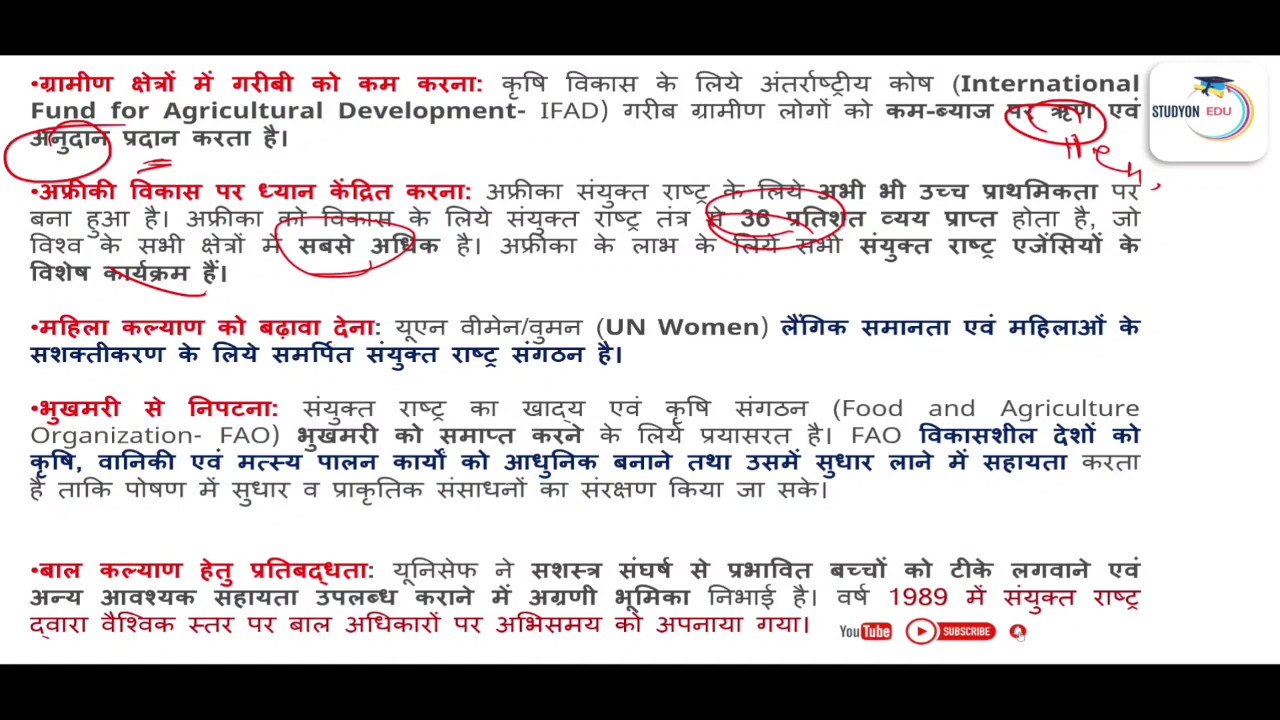 •ग्रामीण क्षेत्रों में गरीबी को कम करना: कृषि विकास के लिये अंतर्राष्ट्रीय कोष (International
Fund for Agricultural Development- IFAD) गरीब ग्रामीण लोगों को कम-ब्याज पर ऋण एवं
अनुदान प्रदान करता है।
•अफ्रीकी विकास पर ध्यान केंद्रित करना: अफ्रीका संयुक्त राष्ट्र के लिये अभी भी उच्च प्राथमिकता पर
बना हुआ है। अफ्रीका को विकास के लिये संयुक्त राष्ट्र तंत्र से 36 प्रतिशत व्यय प्राप्त होता है, जो
विश्व के सभी क्षेत्रों में सबसे अधिक है। अफ्रीका के लाभ के लिये सभी संयुक्त राष्ट्र एजेंसियों के
विशेष कार्यक्रम हैं।
•महिला कल्याण को बढ़ावा देना: यूएन वीमेन/वुमन (UN Women) लैंगिक समानता एवं महिलाओं के
सशक्तीकरण के लिये समर्पित संयुक्त राष्ट्र संगठन है।
•भुखमरी से निपटना: संयुक्त राष्ट्र का खाद्य एवं कृषि संगठन (Food and Agriculture
Organization- FAO) भुखमरी को समाप्त करने के लिये प्रयासरत है। FAO विकासशील देशों को
कृषि, वानिकी एवं मत्स्य पालन कार्यों को आधुनिक बनाने तथा उसमें सुधार लाने में सहायता करता
है ताकि पोषण में सुधार व प्राकृतिक संसाधनों का संरक्षण किया जा सके।
•बाल कल्याण हेतु प्रतिबद्धता: यूनिसेफ ने सशस्त्र संघर्ष से प्रभावित बच्चों को टीके लगवाने एवं
अन्य आवश्यक सहायता उपलब्ध कराने में अग्रणी भूमिका निभाई है। वर्ष 1989 में संयुक्त राष्ट्र
द्वारा वैश्विक स्तर पर बाल अधिकारों पर अभिसमय को अपनाया गया।
YouTube SUBSCRIBE
STUDYON EDU